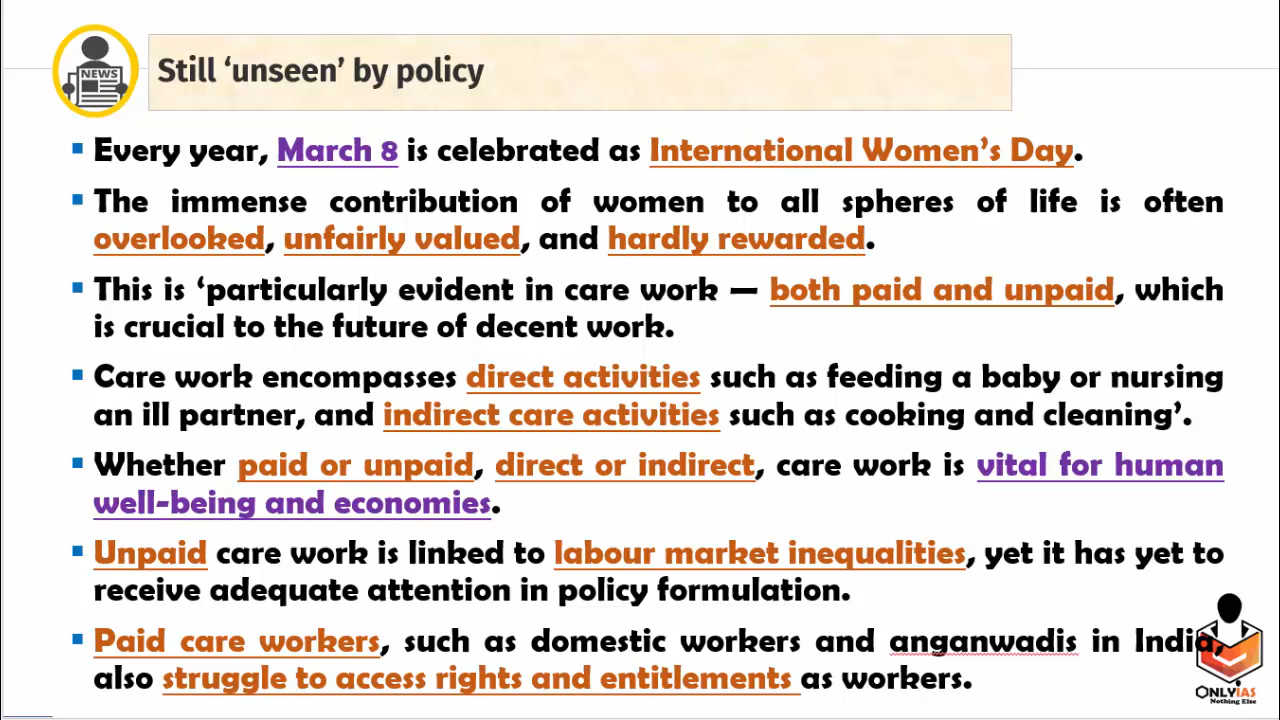 NEWS
Still ‘unseen’ by policy
▪ Every year, March 8 is celebrated as International Women’s Day.
▪ The immense contribution of women to all spheres of life is often
overlooked, unfairly valued, and hardly rewarded.
▪ This is ‘particularly evident in care work — both paid and unpaid, which
is crucial to the future of decent work.
▪ Care work encompasses direct activities such as feeding a baby or nursing
an ill partner, and indirect care activities such as cooking and cleaning’.
▪ Whether paid or unpaid, direct or indirect, care work is vital for human
well-being and economies.
▪ Unpaid care work is linked to labour market inequalities, yet it has yet to
receive adequate attention in policy formulation.
▪ Paid care workers, such as domestic workers and anganwadis in India,
also struggle to access rights and entitlements as workers.
ONLYIAS
Nothing Else